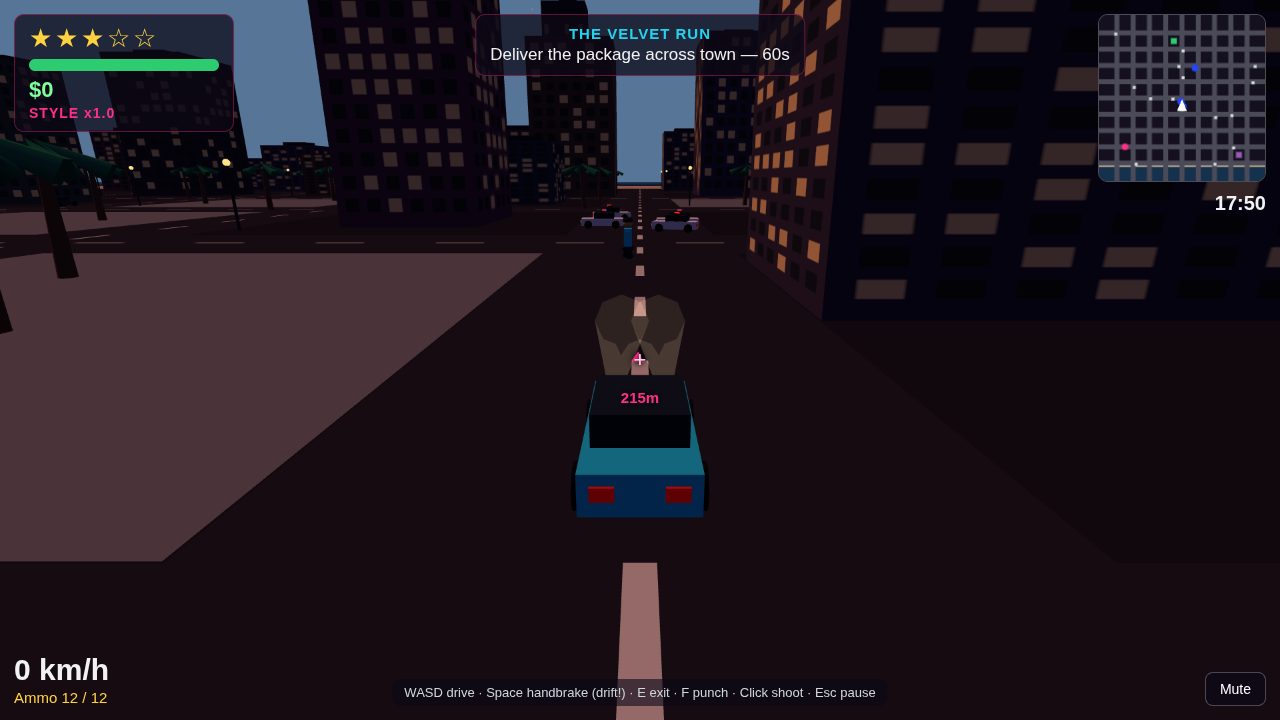 ★★★☆☆
$0
STYLE x1.0
THE VELVET RUN
Deliver the package across town — 60s
17:50
215m
0 km/h
Ammo 12 / 12
WASD drive · Space handbrake (drift!) · E exit · F punch · Click shoot · Esc pause
Mute